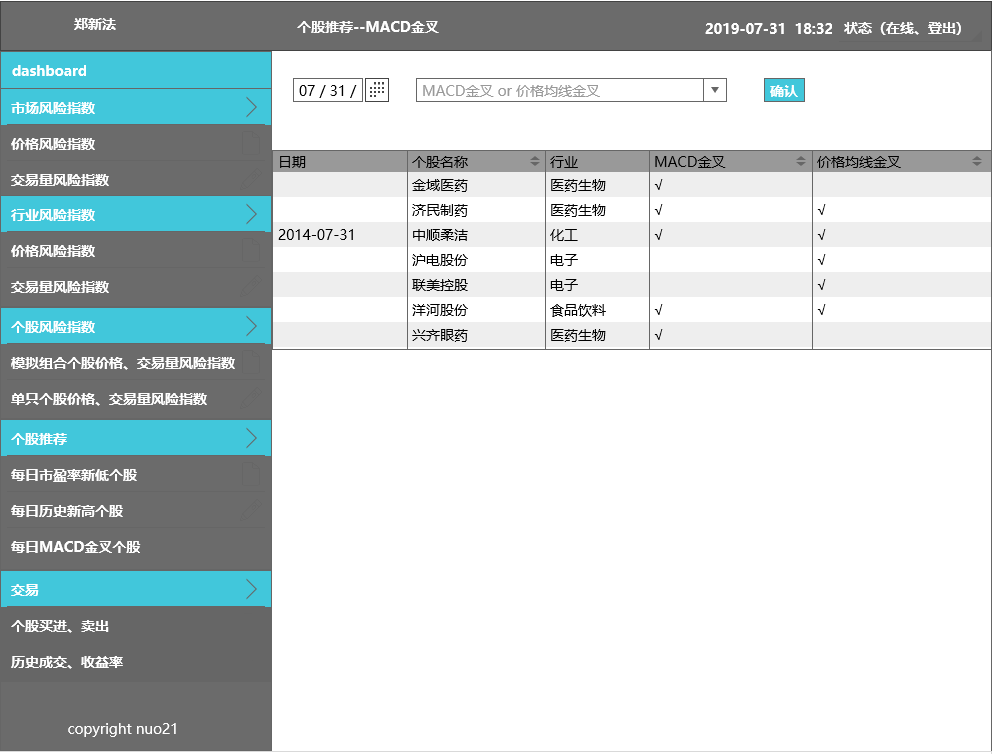 郑新法
个股推荐--MACD金叉
2019-07-31 18:32 状态（在线、登出）
dashboard
市场风险指数
价格风险指数
交易量风险指数
行业风险指数
价格风险指数
交易量风险指数
个股风险指数
模拟组合个股价格、交易量风险指数
单只个股价格、交易量风险指数
个股推荐
每日市盈率新低个股
每日历史新高个股
每日MACD金叉个股
交易
个股买进、卖出
历史成交、收益率
copyright nuo21
07 / 31 /
MACD金叉 or 价格均线金叉
确认
日期 个股名称 行业 MACD金叉 价格均线金叉
金域医药 医药生物 √
济民制药 医药生物 √ √
2014-07-31 中顺柔洁 化工 √ √
沪电股份 电子 √
联美控股 电子 √
洋河股份 食品饮料 √ √
兴齐眼药 医药生物 √